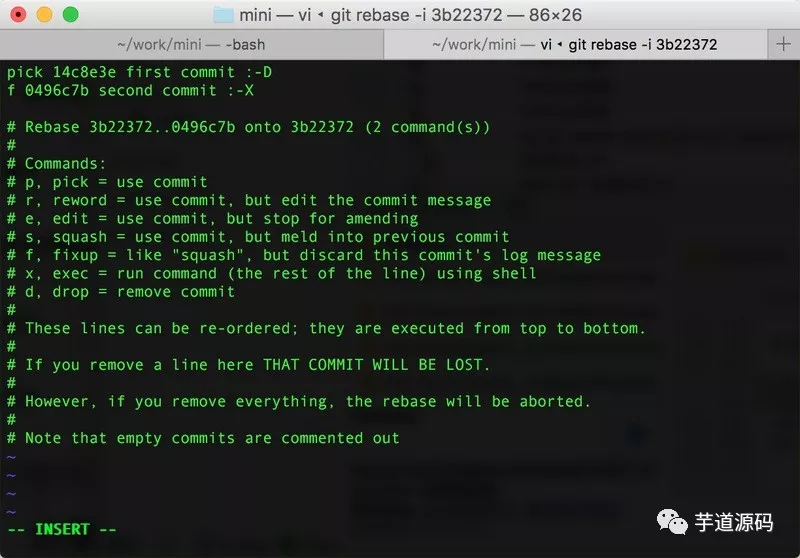 mini — vi ◂ git rebase -i 3b22372 — 86×26
~/work/mini — -bash
~/work/mini — vi ◂ git rebase -i 3b22372
+
pick 14c8e3e first commit :-D
f 0496c7b second commit :-X
# Rebase 3b22372..0496c7b onto 3b22372 (2 command(s))
#
# Commands:
# p, pick = use commit
# r, reword = use commit, but edit the commit message
# e, edit = use commit, but stop for amending
# s, squash = use commit, but meld into previous commit
# f, fixup = like "squash", but discard this commit's log message
# x, exec = run command (the rest of the line) using shell
# d, drop = remove commit
#
# These lines can be re-ordered; they are executed from top to bottom.
#
# If you remove a line here THAT COMMIT WILL BE LOST.
#
# However, if you remove everything, the rebase will be aborted.
#
# Note that empty commits are commented out
~
~
~
~
-- INSERT --
芋道源码